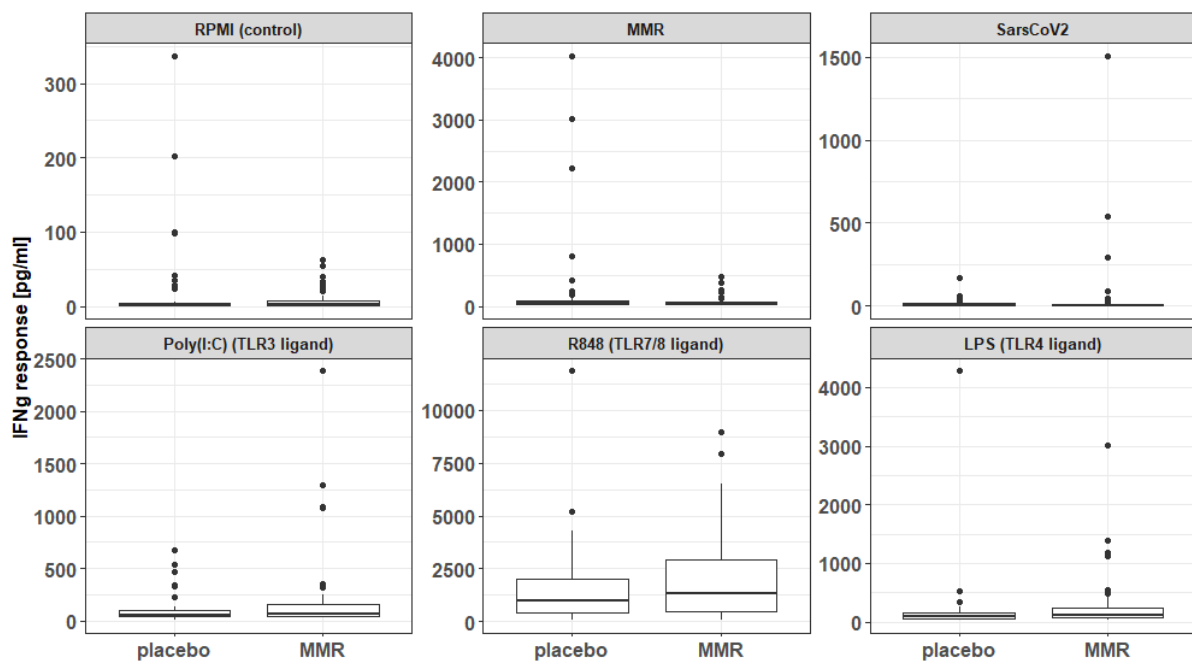 RPMI (control)
MMR
SarsCoV2
300
200
100
0
4000
3000
2000
1000
0
1500
1000
500
0
IFNg response [pg/ml]
Poly(I:C) (TLR3 ligand)
R848 (TLR7/8 ligand)
LPS (TLR4 ligand)
2500
2000
1500
1000
500
0
10000
7500
5000
2500
0
4000
3000
2000
1000
0
placebo
MMR
placebo
MMR
placebo
MMR